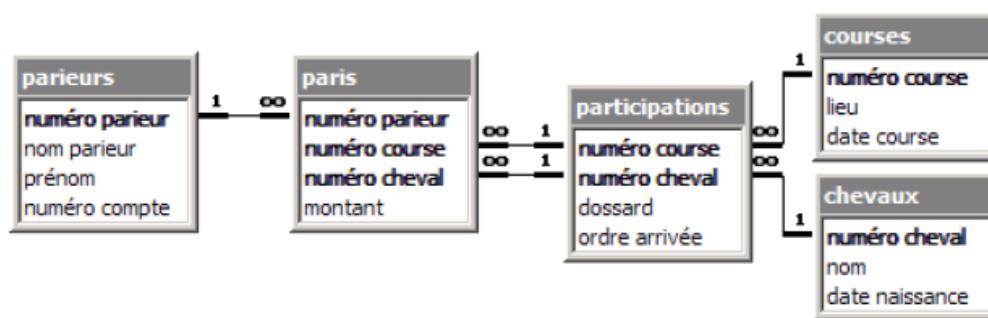 parieurs
numéro parieur
nom parieur
prénom
numéro compte
1 ∞
paris
numéro parieur
numéro course
numéro cheval
montant
∞ 1
∞ 1
participations
numéro course
numéro cheval
dossard
ordre arrivée
∞ 1
∞ 1
courses
numéro course
lieu
date course
chevaux
numéro cheval
nom
date naissance